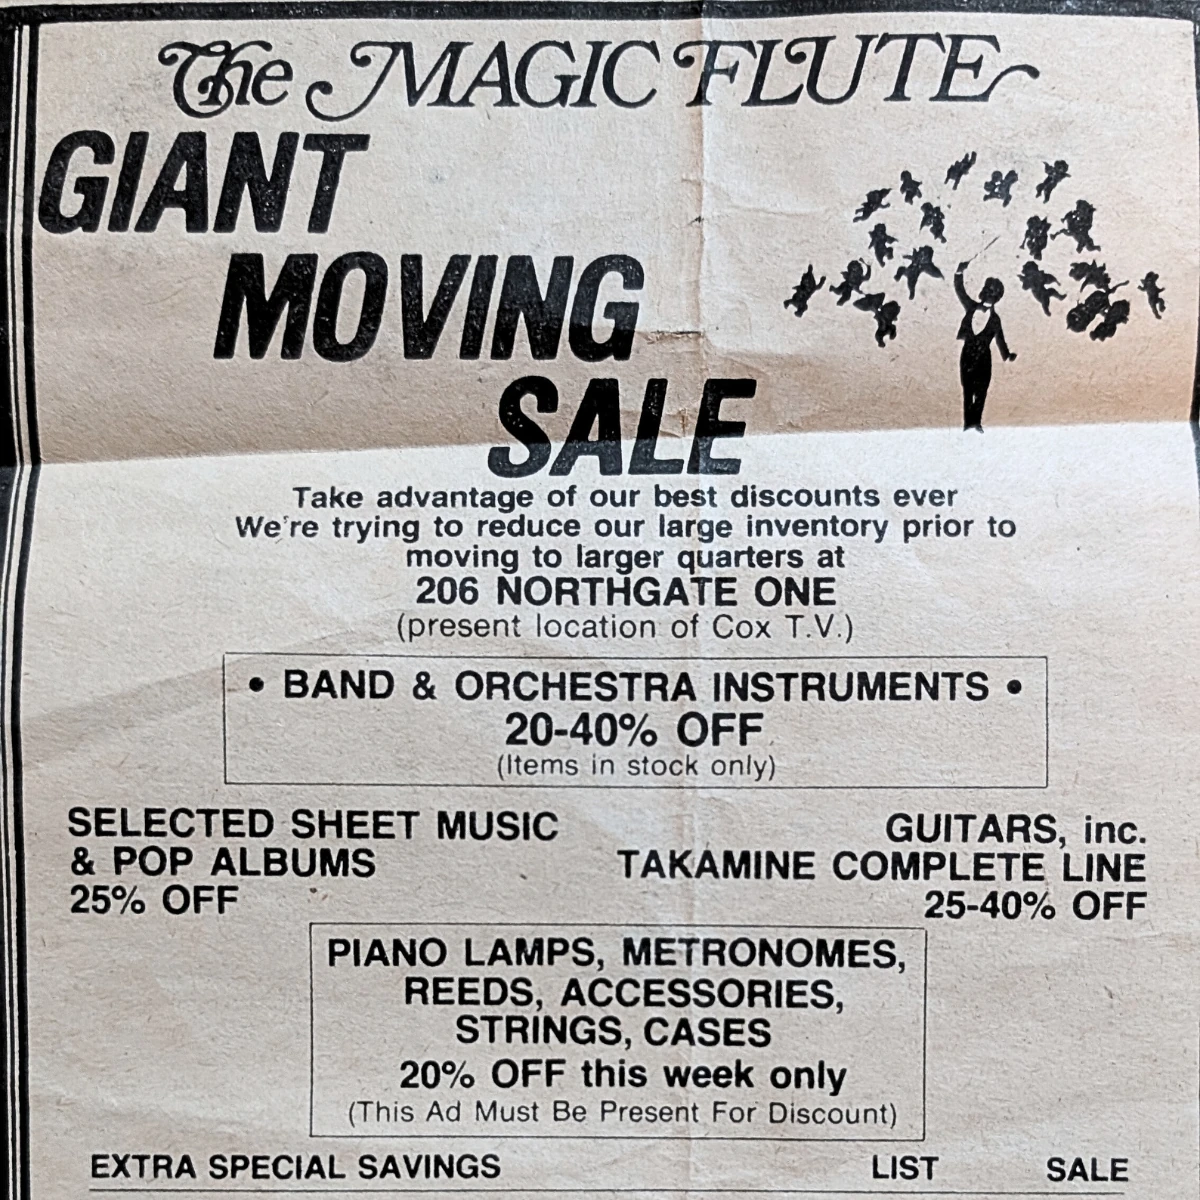 The MAGIC FLUTE
GIANT
MOVING
SALE
Take advantage of our best discounts ever
We're trying to reduce our large inventory prior to
moving to larger quarters at
206 NORTHGATE ONE
(present location of Cox T.V.)
• BAND & ORCHESTRA INSTRUMENTS •
20-40% OFF
(Items in stock only)
SELECTED SHEET MUSIC
& POP ALBUMS
25% OFF
GUITARS, inc.
TAKAMINE COMPLETE LINE
25-40% OFF
PIANO LAMPS, METRONOMES,
REEDS, ACCESSORIES,
STRINGS, CASES
20% OFF this week only
(This Ad Must Be Present For Discount)
EXTRA SPECIAL SAVINGS LIST SALE